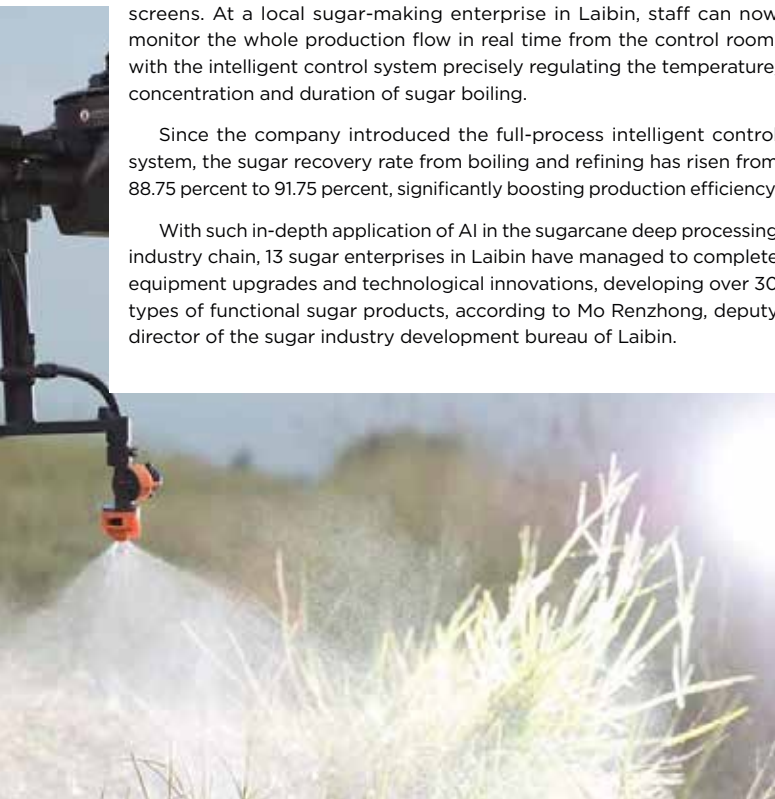 screens. At a local sugar-making enterprise in Laibin, staff can now
monitor the whole production flow in real time from the control room
with the intelligent control system precisely regulating the temperature
concentration and duration of sugar boiling.
Since the company introduced the full-process intelligent control
system, the sugar recovery rate from boiling and refining has risen from
88.75 percent to 91.75 percent, significantly boosting production efficiency
With such in-depth application of AI in the sugarcane deep processing
industry chain, 13 sugar enterprises in Laibin have managed to complete
equipment upgrades and technological innovations, developing over 30
types of functional sugar products, according to Mo Renzhong, deputy
director of the sugar industry development bureau of Laibin.